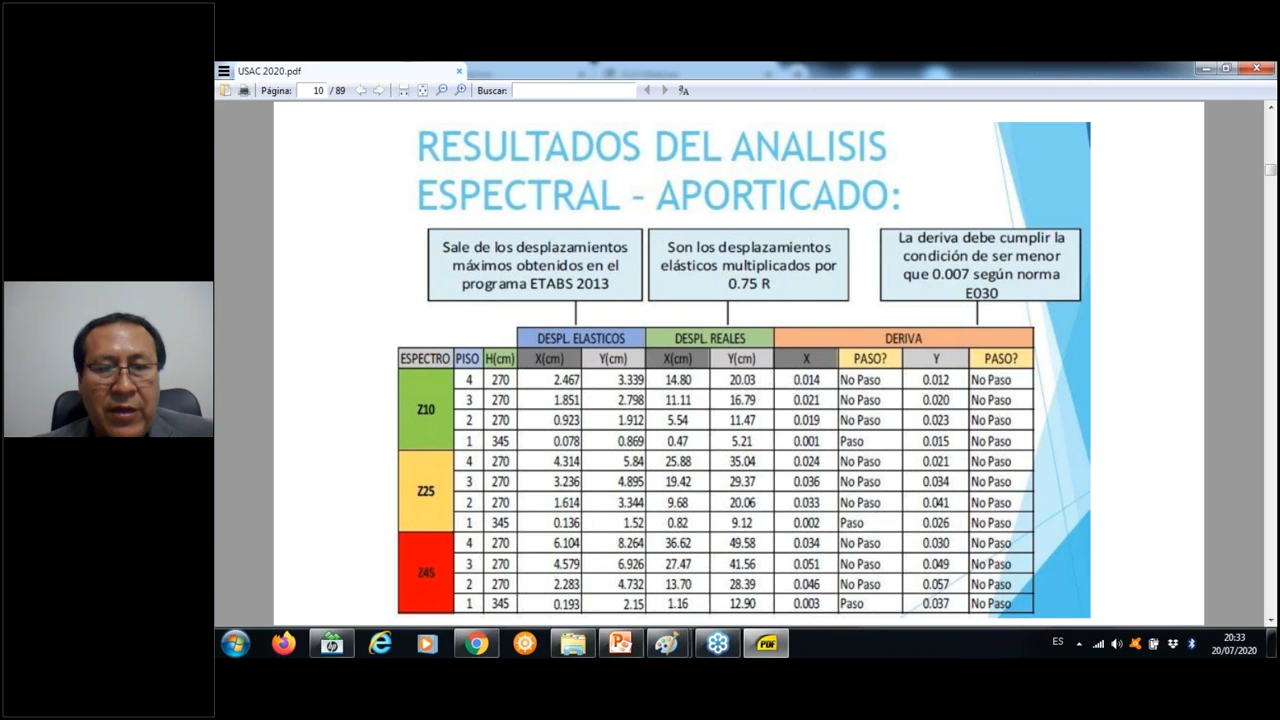 USAC 2020.pdf
Página: 10 / 89 Buscar:
RESULTADOS DEL ANALISIS
ESPECTRAL - APORTICADO:
Sale de los desplazamientos
máximos obtenidos en el
programa ETABS 2013
Son los desplazamientos
elásticos multiplicados por
0.75 R
La deriva debe cumplir la
condición de ser menor
que 0.007 según norma
E030
DESPL. ELASTICOS DESPL. REALES DERIVA
ESPECTRO PISO H(cm) X(cm) Y(cm) X(cm) Y(cm) X PASO? Y PASO?
Z10
4 270 2.467 3.339 14.80 20.03 0.014 No Paso 0.012 No Paso
3 270 1.851 2.798 11.11 16.79 0.021 No Paso 0.020 No Paso
2 270 0.923 1.912 5.54 11.47 0.019 No Paso 0.023 No Paso
1 345 0.078 0.869 0.47 5.21 0.001 Paso 0.015 No Paso
Z25
4 270 4.314 5.84 25.88 35.04 0.024 No Paso 0.021 No Paso
3 270 3.236 4.895 19.42 29.37 0.036 No Paso 0.034 No Paso
2 270 1.614 3.344 9.68 20.06 0.033 No Paso 0.041 No Paso
1 345 0.136 1.52 0.82 9.12 0.002 Paso 0.026 No Paso
Z45
4 270 6.104 8.264 36.62 49.58 0.034 No Paso 0.030 No Paso
3 270 4.579 6.926 27.47 41.56 0.051 No Paso 0.049 No Paso
2 270 2.283 4.732 13.70 28.39 0.046 No Paso 0.057 No Paso
1 345 0.193 2.15 1.16 12.90 0.003 Paso 0.037 No Paso
ES
20:33
20/07/2020
PDF